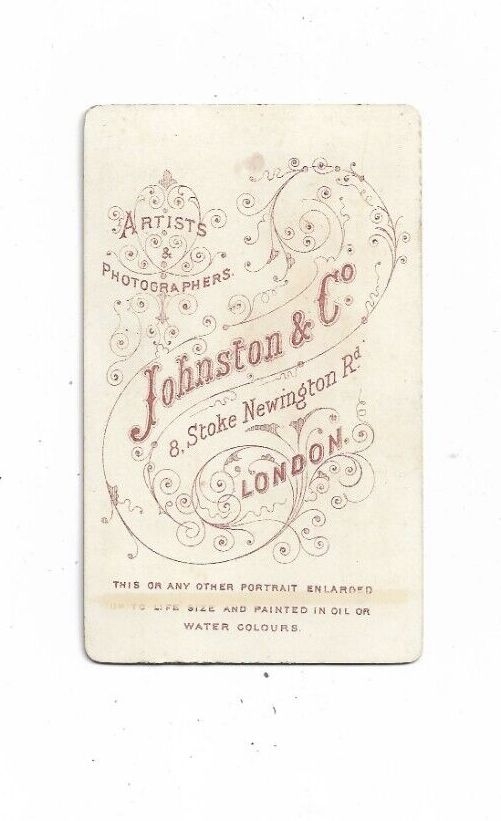 ARTISTS
&
PHOTOGRAPHERS.
Johnston & Co
8, Stoke Newington Rd.
LONDON.
THIS OR ANY OTHER PORTRAIT ENLARGED
UP TO LIFE SIZE AND PAINTED IN OIL OR
WATER COLOURS.